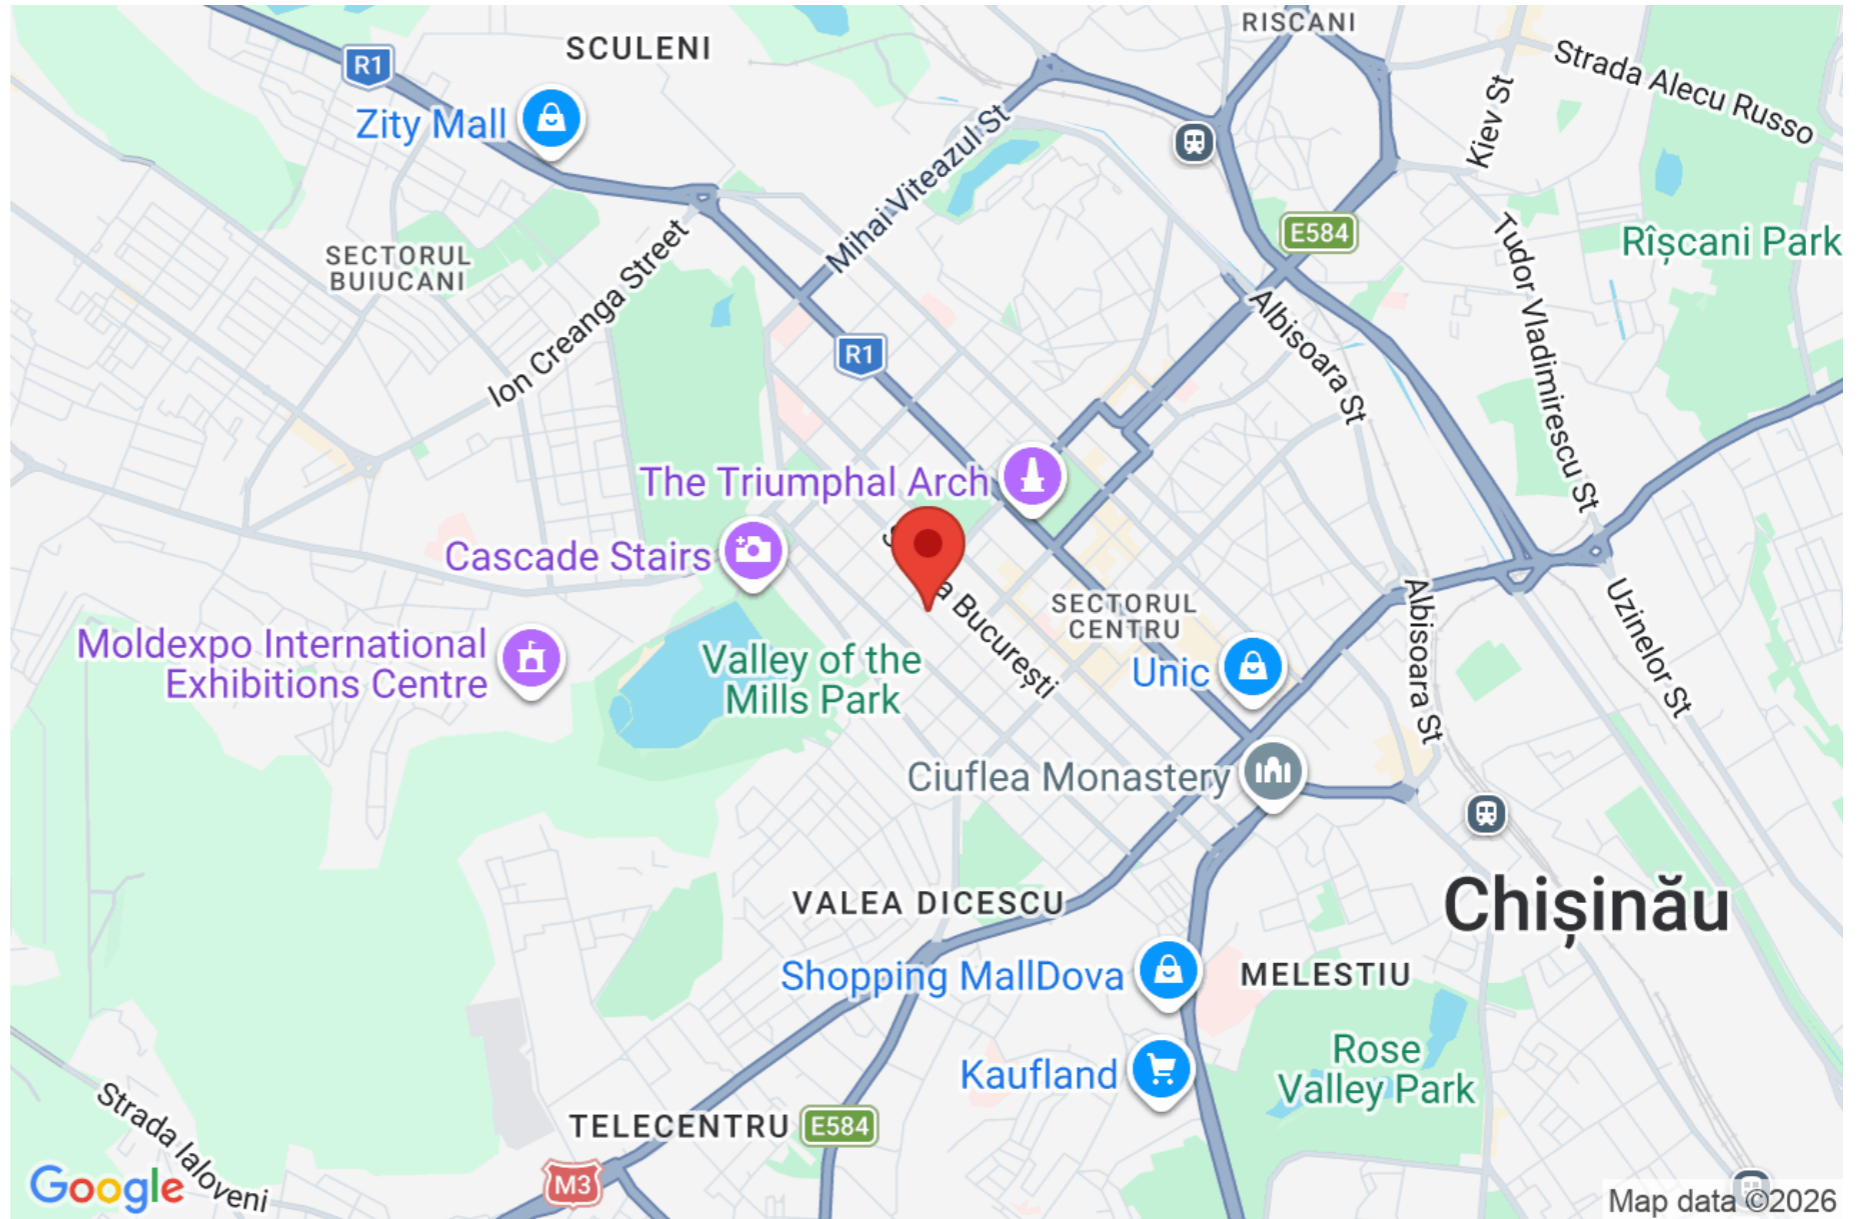 RISCANI
SCULENI
Strada Alecu Russo
R1
Zity Mall
Kiev St
Mihai Viteazul St
E584
Rîșcani Park
SECTORUL
BUIUCANI
Tudor Vladimirescu St
Ion Creanga Street
Albisoara St
R1
The Triumphal Arch
Cascade Stairs
a București
SECTORUL
CENTRU
Albisoara St
Uzinelor St
Moldexpo International
Exhibitions Centre
Valley of the
Mills Park
Unic
Ciuflea Monastery
VALEA DICESCU
Chișinău
Shopping MallDova
MELESTIU
Rose
Valley Park
Kaufland
Strada Ialoveni
TELECENTRU
E584
M3
Google
Map data ©2026